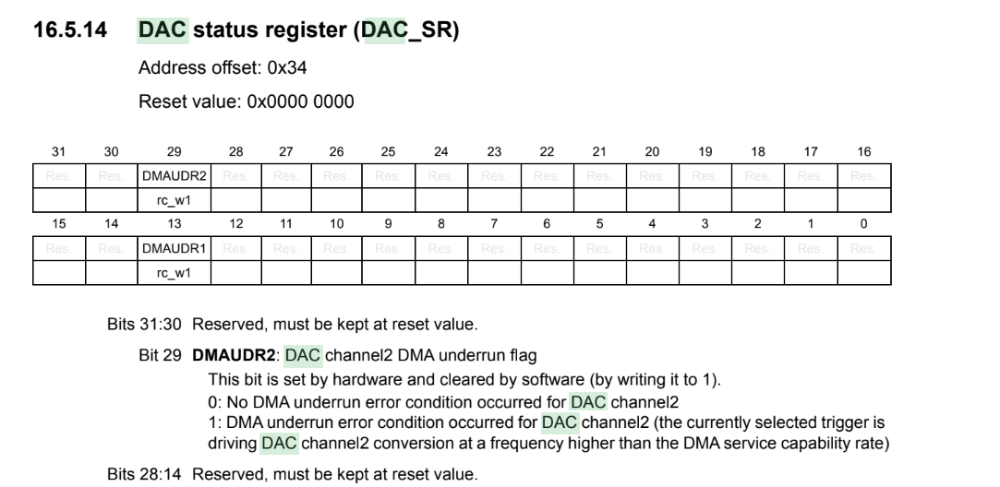 16.5.14 DAC status register (DAC_SR)
Address offset: 0x34
Reset value: 0x0000 0000
31 30 29 28 27 26 25 24 23 22 21 20 19 18 17 16
Res. Res. DMAUDR2 Res. Res. Res. Res. Res. Res. Res. Res. Res. Res. Res. Res. Res.
rc_w1
15 14 13 12 11 10 9 8 7 6 5 4 3 2 1 0
Res. Res. DMAUDR1 Res. Res. Res. Res. Res. Res. Res. Res. Res. Res. Res. Res. Res.
rc_w1
Bits 31:30 Reserved, must be kept at reset value.
Bit 29 DMAUDR2: DAC channel2 DMA underrun flag
This bit is set by hardware and cleared by software (by writing it to 1).
0: No DMA underrun error condition occurred for DAC channel2
1: DMA underrun error condition occurred for DAC channel2 (the currently selected trigger is
driving DAC channel2 conversion at a frequency higher than the DMA service capability rate)
Bits 28:14 Reserved, must be kept at reset value.